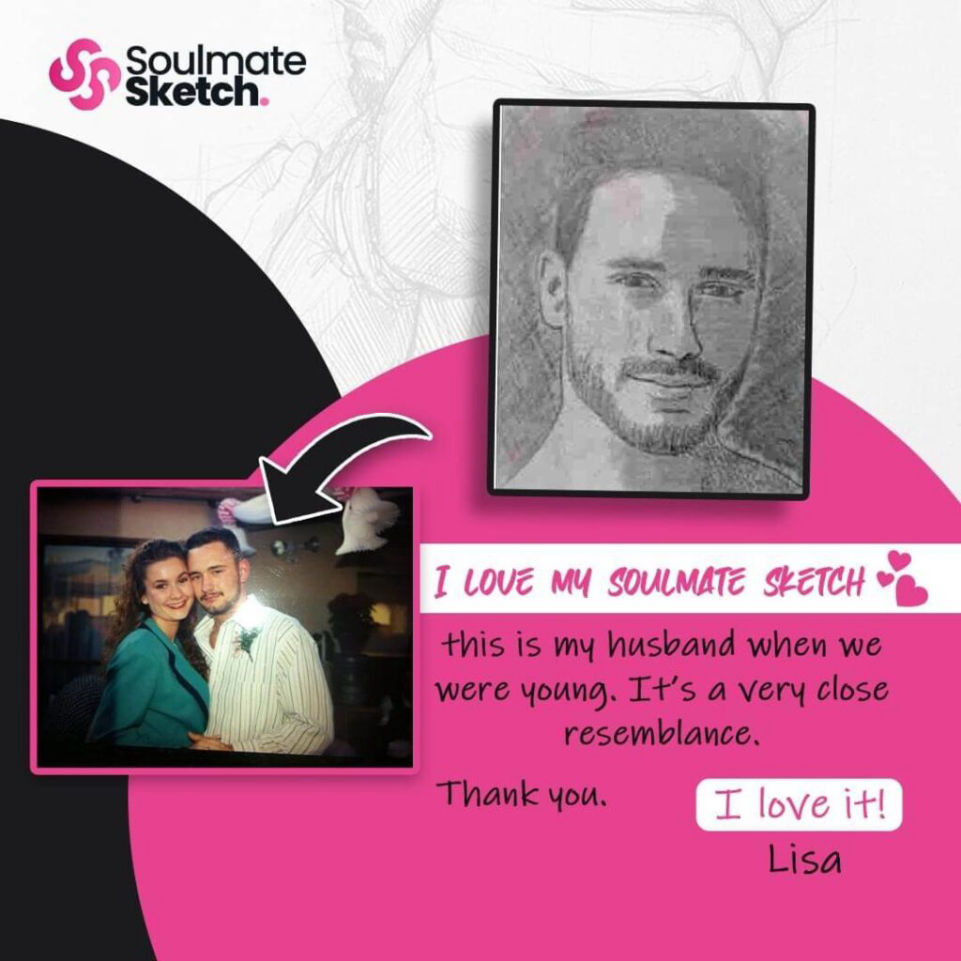 Soulmate
Sketch.
I LOVE MY SOULMATE SKETCH
this is my husband when we
were young. It's a very close
resemblance.
Thank you.
I love it!
Lisa